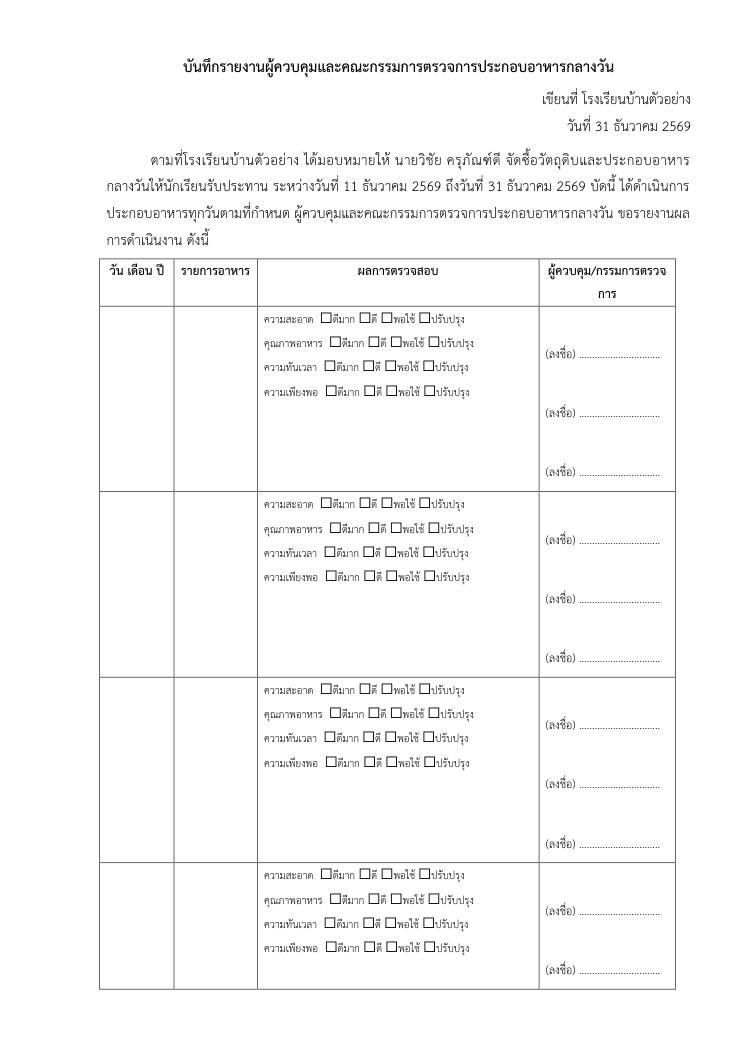 บันทึกรายงานผู้ควบคุมและคณะกรรมการตรวจการประกอบอาหารกลางวัน
เขียนที่ โรงเรียนบ้านตัวอย่าง
วันที่ 31 ธันวาคม 2569
ตามที่โรงเรียนบ้านตัวอย่าง ได้มอบหมายให้ นายวิชัย ครุภัณฑ์ดี จัดซื้อวัตถุดิบและประกอบอาหาร
กลางวันให้นักเรียนรับประทาน ระหว่างวันที่ 11 ธันวาคม 2569 ถึงวันที่ 31 ธันวาคม 2569 บัดนี้ ได้ดำเนินการ
ประกอบอาหารทุกวันตามที่กำหนด ผู้ควบคุมและคณะกรรมการตรวจการประกอบอาหารกลางวัน ขอรายงานผล
การดำเนินงาน ดังนี้
วัน เดือน ปี รายการอาหาร ผลการตรวจสอบ ผู้ควบคุม/กรรมการตรวจ
การ
ความสะอาด ☐ดีมาก ☐ดี ☐พอใช้ ☐ปรับปรุง
คุณภาพอาหาร ☐ดีมาก ☐ดี ☐พอใช้ ☐ปรับปรุง
ความทันเวลา ☐ดีมาก ☐ดี ☐พอใช้ ☐ปรับปรุง
ความเพียงพอ ☐ดีมาก ☐ดี ☐พอใช้ ☐ปรับปรุง
(ลงชื่อ) ...............................
(ลงชื่อ) ...............................
(ลงชื่อ) ...............................
ความสะอาด ☐ดีมาก ☐ดี ☐พอใช้ ☐ปรับปรุง
คุณภาพอาหาร ☐ดีมาก ☐ดี ☐พอใช้ ☐ปรับปรุง
ความทันเวลา ☐ดีมาก ☐ดี ☐พอใช้ ☐ปรับปรุง
ความเพียงพอ ☐ดีมาก ☐ดี ☐พอใช้ ☐ปรับปรุง
(ลงชื่อ) ...............................
(ลงชื่อ) ...............................
(ลงชื่อ) ...............................
ความสะอาด ☐ดีมาก ☐ดี ☐พอใช้ ☐ปรับปรุง
คุณภาพอาหาร ☐ดีมาก ☐ดี ☐พอใช้ ☐ปรับปรุง
ความทันเวลา ☐ดีมาก ☐ดี ☐พอใช้ ☐ปรับปรุง
ความเพียงพอ ☐ดีมาก ☐ดี ☐พอใช้ ☐ปรับปรุง
(ลงชื่อ) ...............................
(ลงชื่อ) ...............................
(ลงชื่อ) ...............................
ความสะอาด ☐ดีมาก ☐ดี ☐พอใช้ ☐ปรับปรุง
คุณภาพอาหาร ☐ดีมาก ☐ดี ☐พอใช้ ☐ปรับปรุง
ความทันเวลา ☐ดีมาก ☐ดี ☐พอใช้ ☐ปรับปรุง
ความเพียงพอ ☐ดีมาก ☐ดี ☐พอใช้ ☐ปรับปรุง
(ลงชื่อ) ...............................
(ลงชื่อ) ...............................